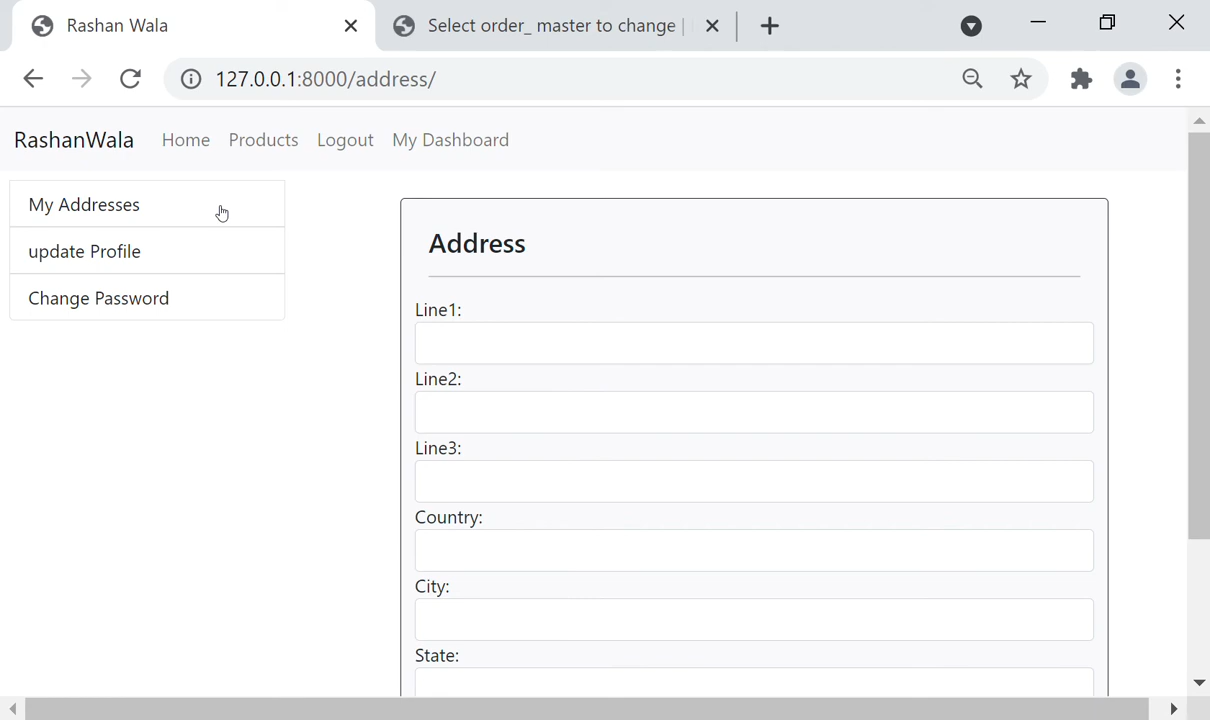 Rashan Wala
Select order_ master to change |
127.0.0.1:8000/address/
RashanWala Home Products Logout My Dashboard
My Addresses
update Profile
Change Password
Address
Line1:
Line2:
Line3:
Country:
City:
State: